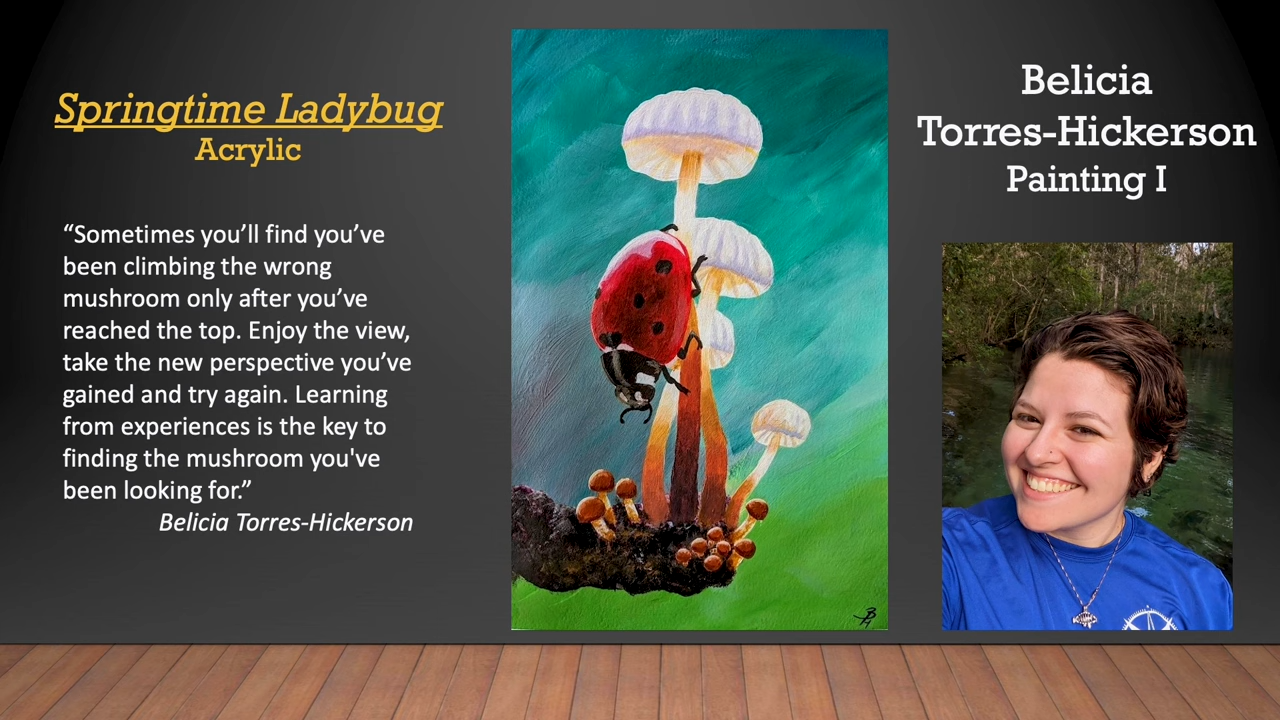 Springtime Ladybug
Acrylic
“Sometimes you’ll find you’ve
been climbing the wrong
mushroom only after you’ve
reached the top. Enjoy the view,
take the new perspective you’ve
gained and try again. Learning
from experiences is the key to
finding the mushroom you've
been looking for.”
Belicia Torres-Hickerson
Belicia
Torres-Hickerson
Painting I